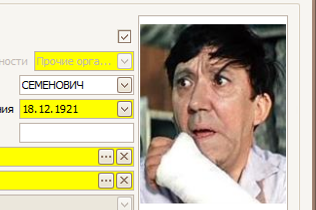 ности Прочие орга...
СЕМЕНОВИЧ
ния 18.12.1921